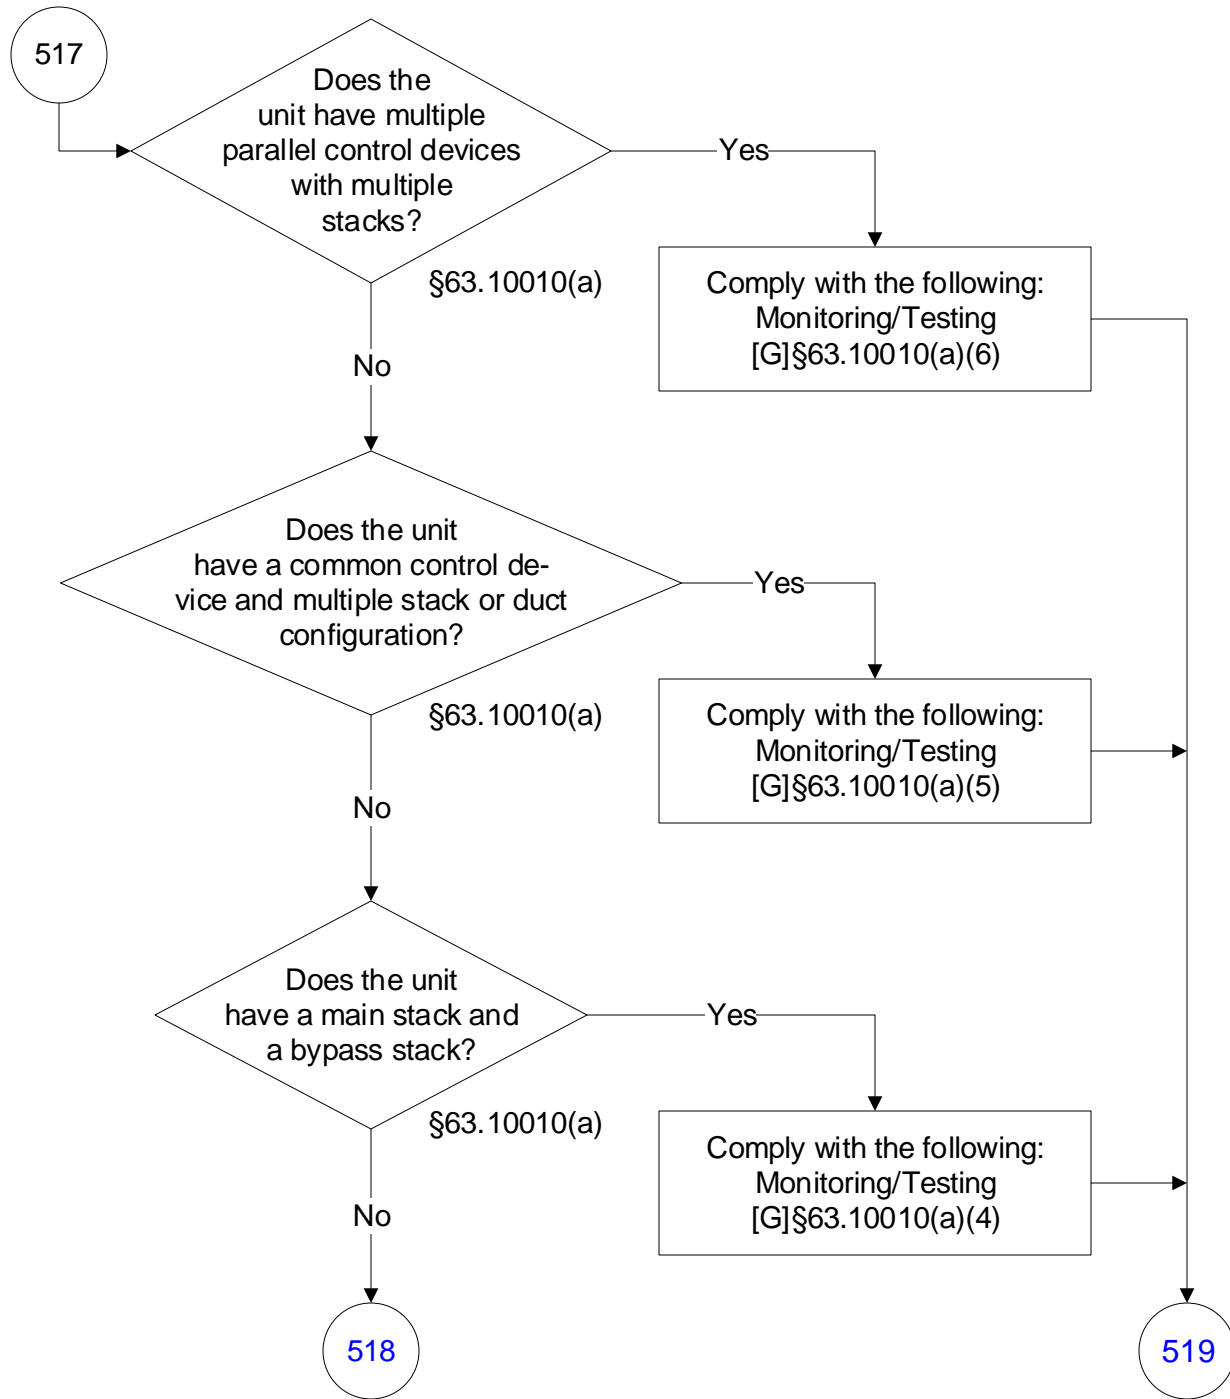 517
Does the
unit have multiple
parallel control devices
with multiple
stacks?
Yes
§63.10010(a)
Comply with the following:
Monitoring/Testing
[G]§63.10010(a)(6)
No
Does the unit
have a common control de-
vice and multiple stack or duct
configuration?
Yes
§63.10010(a)
Comply with the following:
Monitoring/Testing
[G]§63.10010(a)(5)
No
Does the unit
have a main stack and
a bypass stack?
Yes
§63.10010(a)
Comply with the following:
Monitoring/Testing
[G]§63.10010(a)(4)
No
518
519